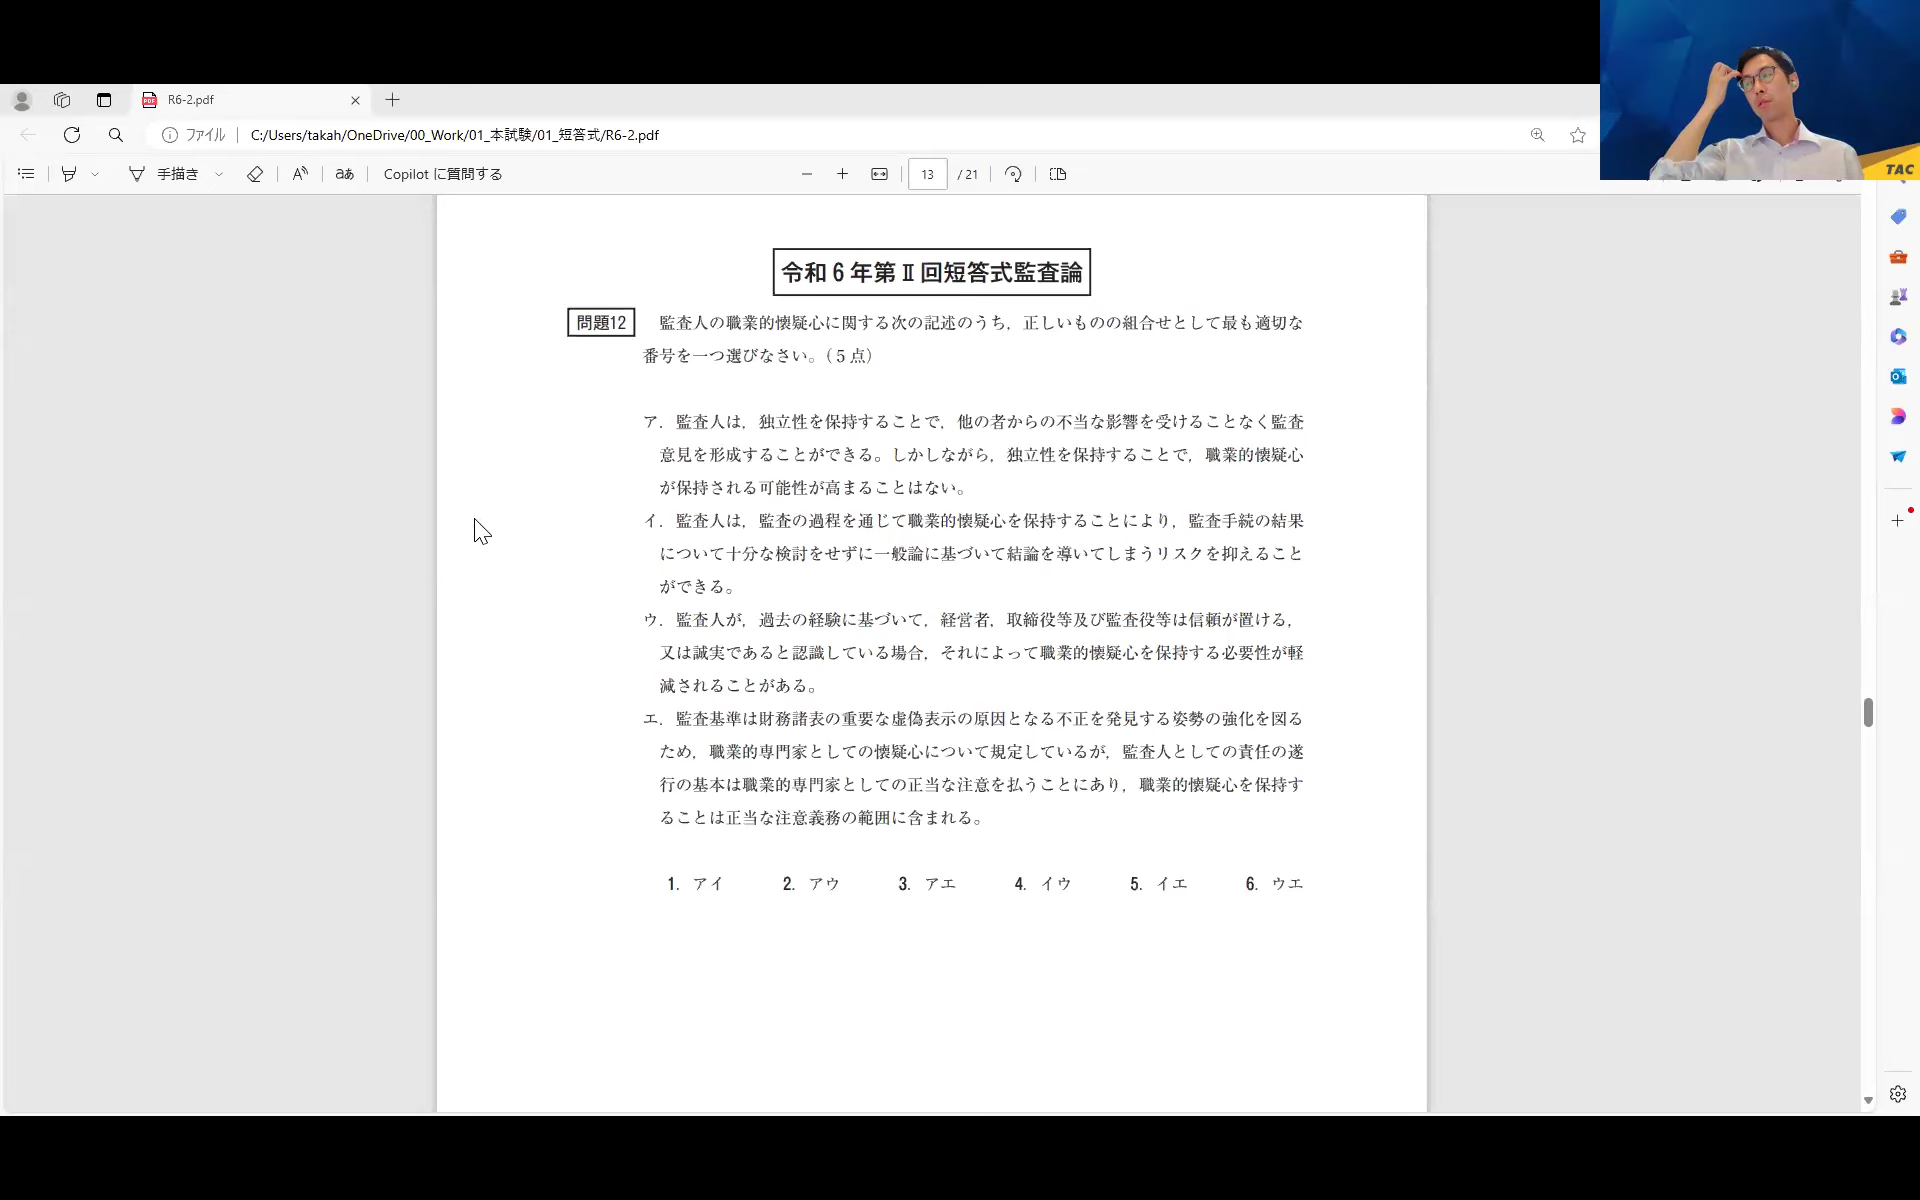 R6-2.pdf
ファイル
C:/Users/takah/OneDrive/00_Work/01_本試験/01_短答式/R6-2.pdf
手描き
aあ
Copilot に質問する
13 / 21
TAC
令和6年第Ⅱ回短答式監査論
問題12 監査人の職業的懐疑心に関する次の記述のうち，正しいものの組合せとして最も適切な
番号を一つ選びなさい。（5点）
ア．監査人は，独立性を保持することで，他の者からの不当な影響を受けることなく監査
意見を形成することができる。しかしながら，独立性を保持することで，職業的懐疑心
が保持される可能性が高まることはない。
イ．監査人は，監査の過程を通じて職業的懐疑心を保持することにより，監査手続の結果
について十分な検討をせずに一般論に基づいて結論を導いてしまうリスクを抑えること
ができる。
ウ．監査人が，過去の経験に基づいて，経営者，取締役等及び監査役等は信頼が置ける，
又は誠実であると認識している場合，それによって職業的懐疑心を保持する必要性が軽
減されることがある。
エ．監査基準は財務諸表の重要な虚偽表示の原因となる不正を発見する姿勢の強化を図る
ため，職業的専門家としての懐疑心について規定しているが，監査人としての責任の遂
行の基本は職業的専門家としての正当な注意を払うことにあり，職業的懐疑心を保持す
ることは正当な注意義務の範囲に含まれる。
1. アイ 2. アウ 3. アエ 4. イウ 5. イエ 6. ウエ